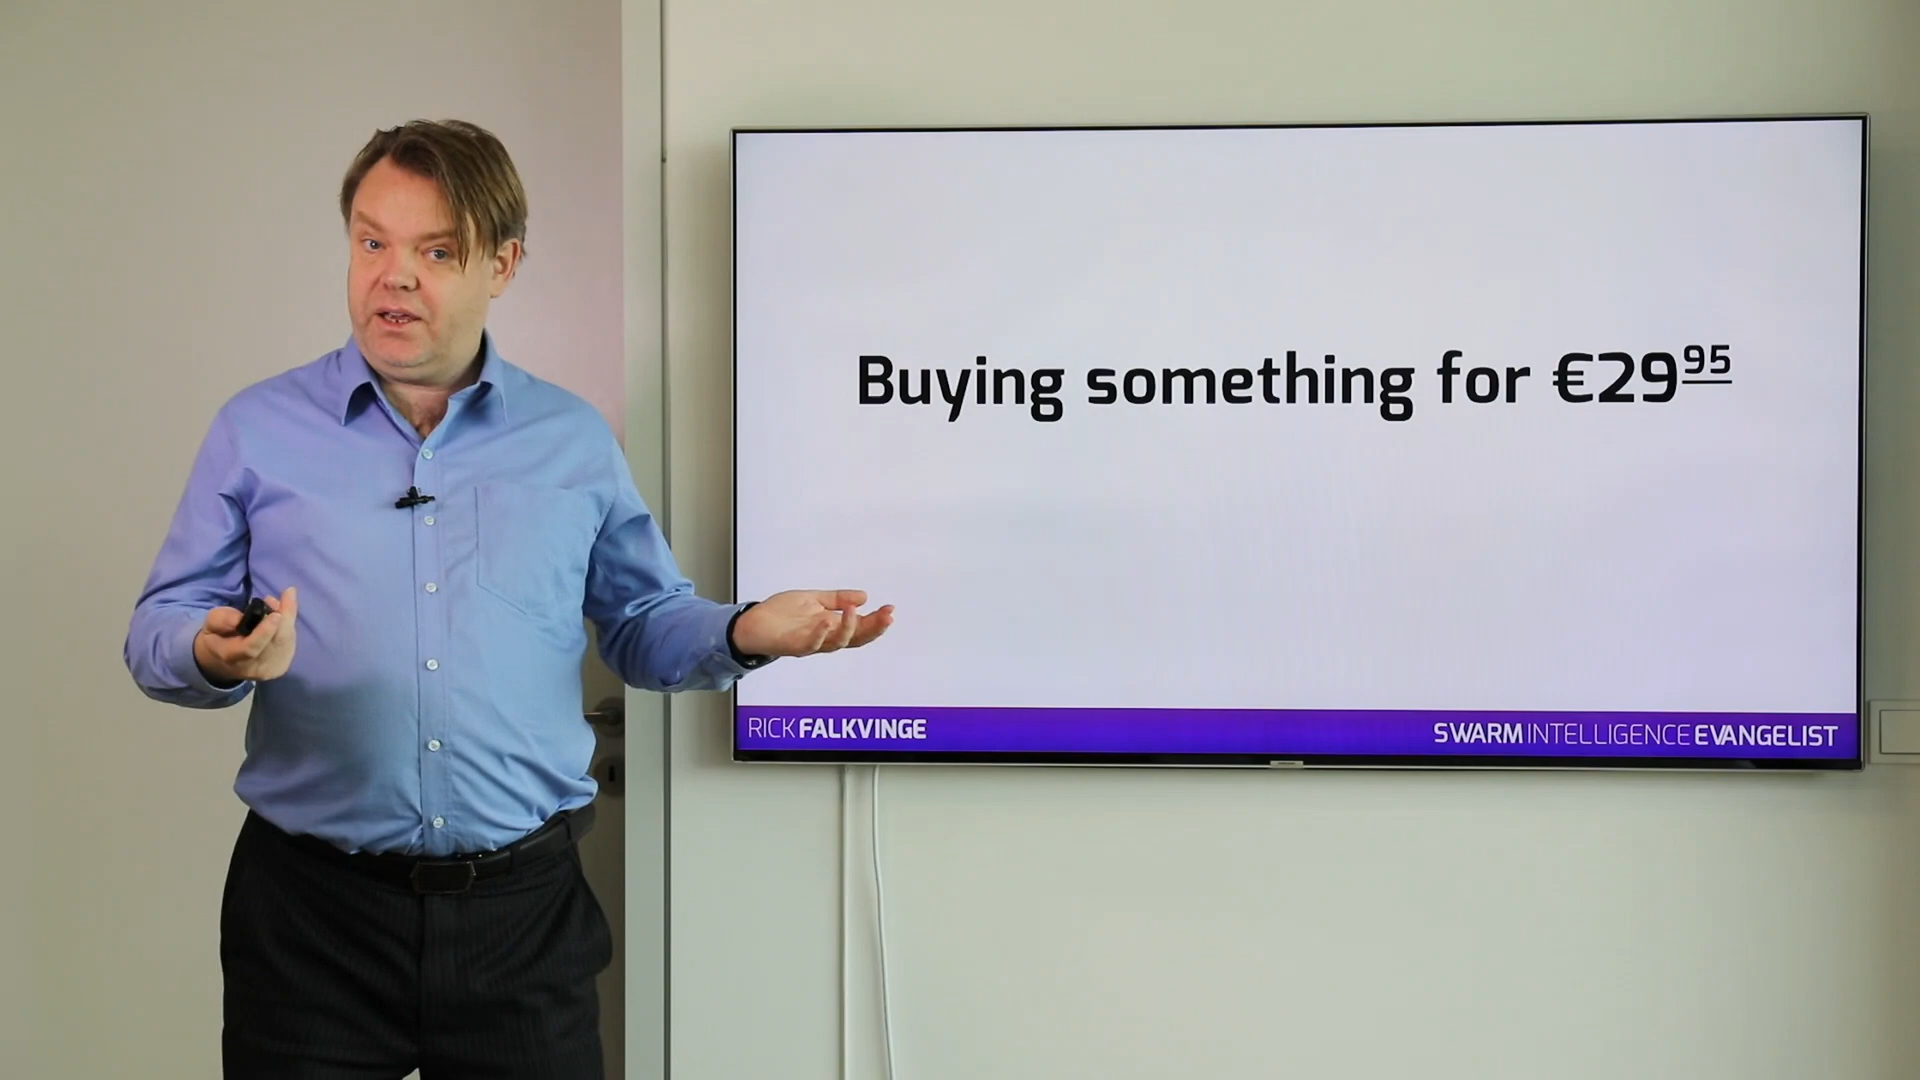 Buying something for €29⁹⁵
RICK FALKVINGE
SWARM INTELLIGENCE EVANGELIST